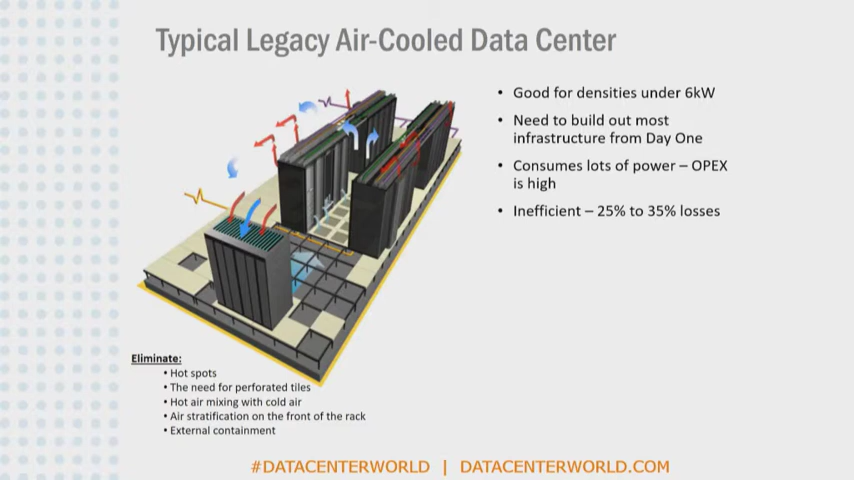 Typical Legacy Air-Cooled Data Center
• Good for densities under 6kW
• Need to build out most
infrastructure from Day One
• Consumes lots of power – OPEX
is high
• Inefficient – 25% to 35% losses
Eliminate:
• Hot spots
• The need for perforated tiles
• Hot air mixing with cold air
• Air stratification on the front of the rack
• External containment
#DATACENTERWORLD | DATACENTERWORLD.COM